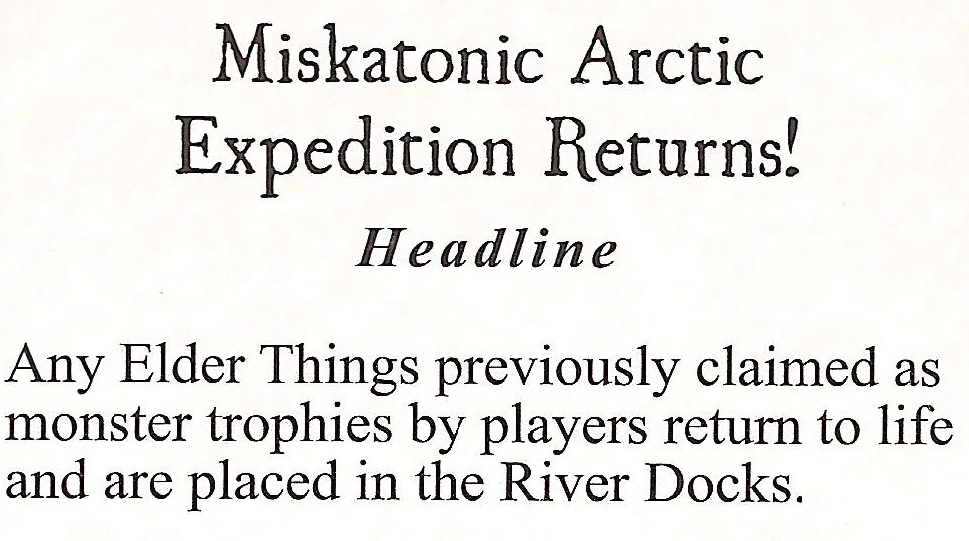 Miskatonic Arctic
Expedition Returns!
Headline
Any Elder Things previously claimed as
monster trophies by players return to life
and are placed in the River Docks.